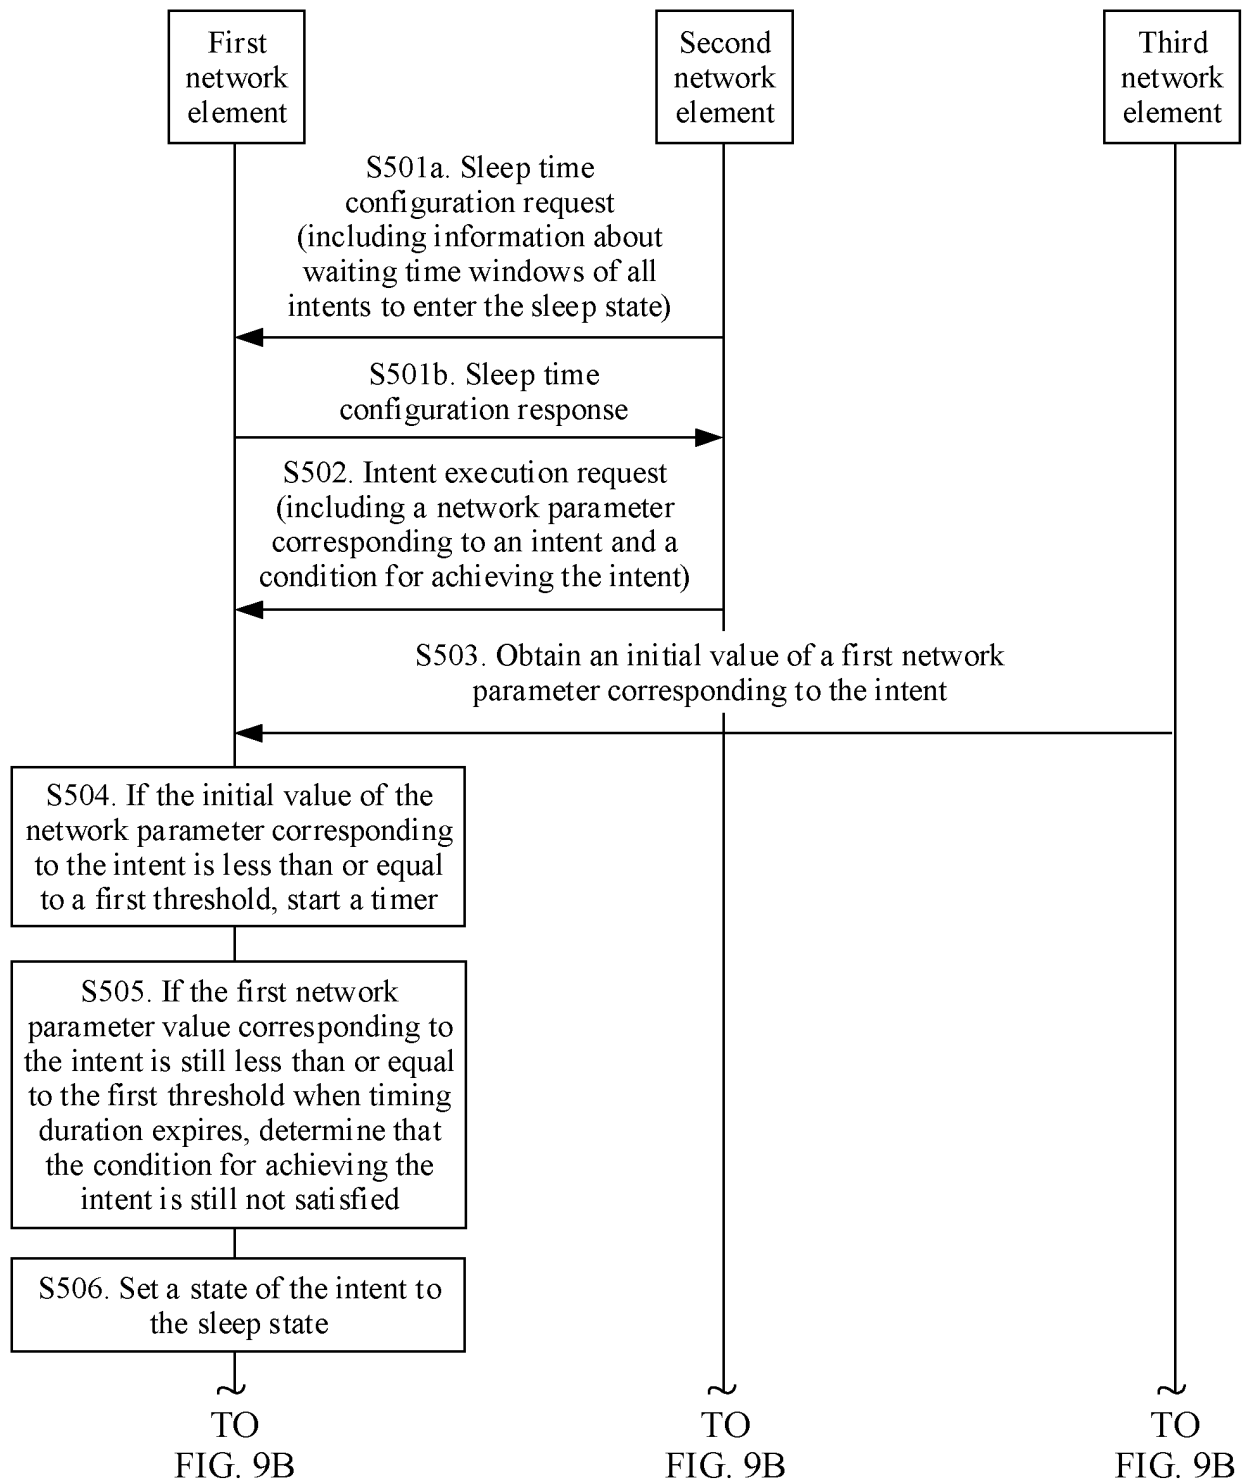 First
network
element
Second
network
element
Third
network
element
S501a. Sleep time
configuration request
(including information about
waiting time windows of all
intents to enter the sleep state)
S501b. Sleep time
configuration response
S502. Intent execution request
(including a network parameter
corresponding to an intent and a
condition for achieving the intent)
S503. Obtain an initial value of a first network
parameter corresponding to the intent
S504. If the initial value of the
network parameter corresponding
to the intent is less than or equal
to a first threshold, start a timer
S505. If the first network
parameter value corresponding to
the intent is still less than or equal
to the first threshold when timing
duration expires, determine that
the condition for achieving the
intent is still not satisfied
S506. Set a state of the intent to
the sleep state
TO
FIG. 9B
TO
FIG. 9B
TO
FIG. 9B